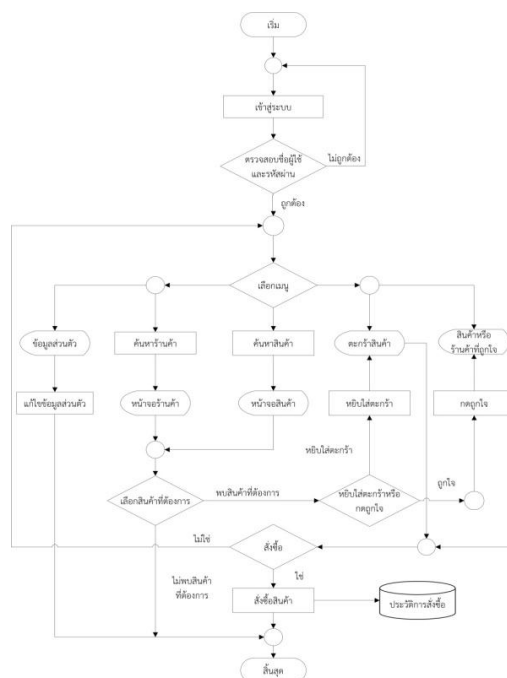 เริ่ม
เข้าสู่ระบบ
ตรวจสอบชื่อผู้ใช้
และรหัสผ่าน
ไม่ถูกต้อง
ถูกต้อง
เลือกเมนู
ข้อมูลส่วนตัว
ค้นหาร้านค้า
ค้นหาสินค้า
ตะกร้าสินค้า
สินค้าหรือ
ร้านค้าที่ถูกใจ
แก้ไขข้อมูลส่วนตัว
หน้าจอร้านค้า
หน้าจอสินค้า
หยิบใส่ตะกร้า
กดถูกใจ
หยิบใส่ตะกร้า
ถูกใจ
เลือกสินค้าที่ต้องการ
พบสินค้าที่ต้องการ
หยิบใส่ตะกร้าหรือ
กดถูกใจ
ไม่ใช่
สั่งซื้อ
ใช่
ไม่พบสินค้า
ที่ต้องการ
สั่งซื้อสินค้า
ประวัติการสั่งซื้อ
สิ้นสุด